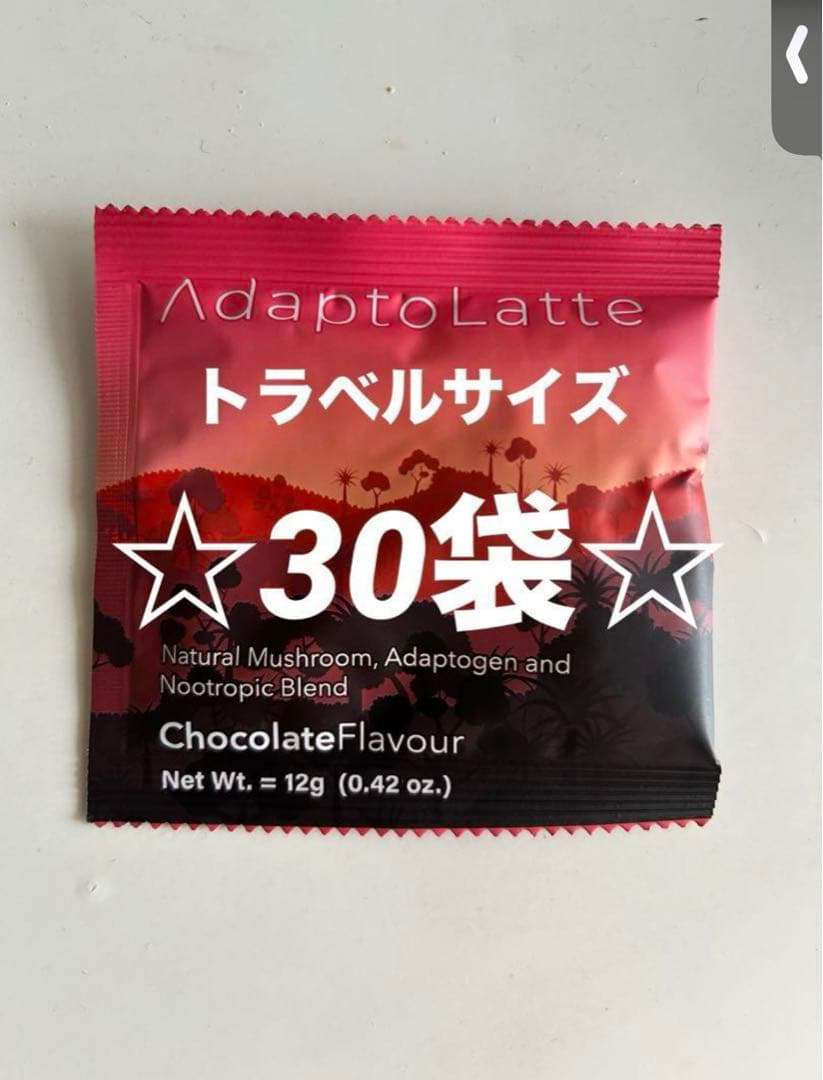 AdaptoLatte
トラベルサイズ
☆30袋☆
Natural Mushroom, Adaptogen and
Nootropic Blend
ChocolateFlavour
Net Wt. = 12g (0.42 oz.)